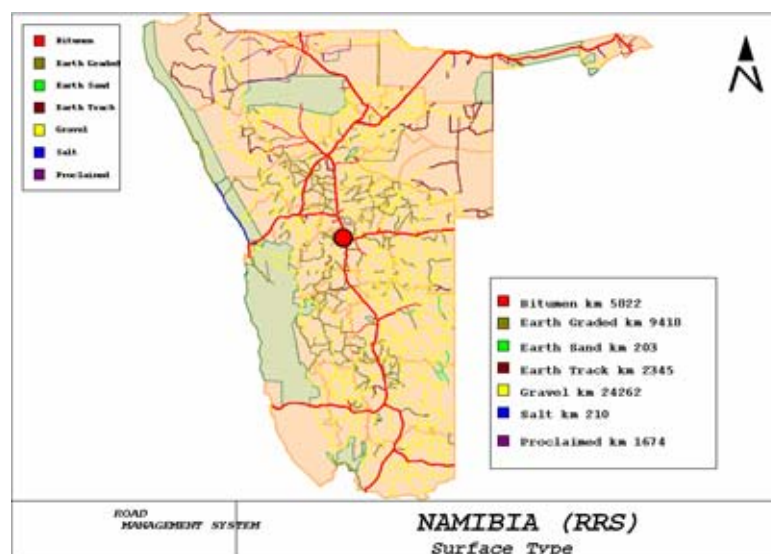 Bitumen
Earth Graded
Earth Sand
Earth Track
Gravel
Salt
Proclaimed
N
Bitumen km 5822
Earth Graded km 9418
Earth Sand km 203
Earth Track km 2345
Gravel km 24262
Salt km 210
Proclaimed km 1674
ROAD
MANAGEMENT SYSTEM
NAMIBIA (RRS)
Surface Type